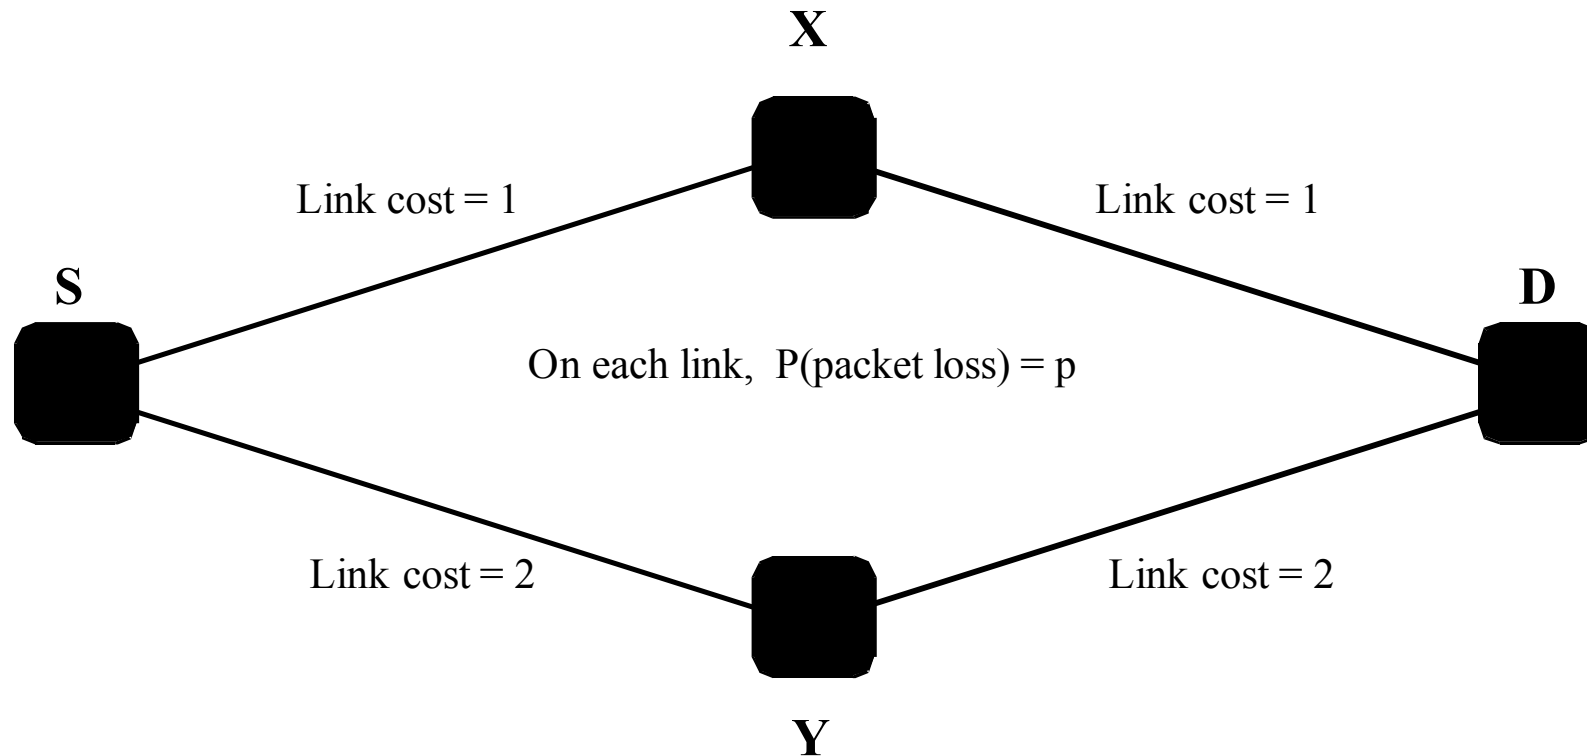 X
Link cost = 1
Link cost = 1
S
D
On each link, P(packet loss) = p
Link cost = 2
Link cost = 2
Y